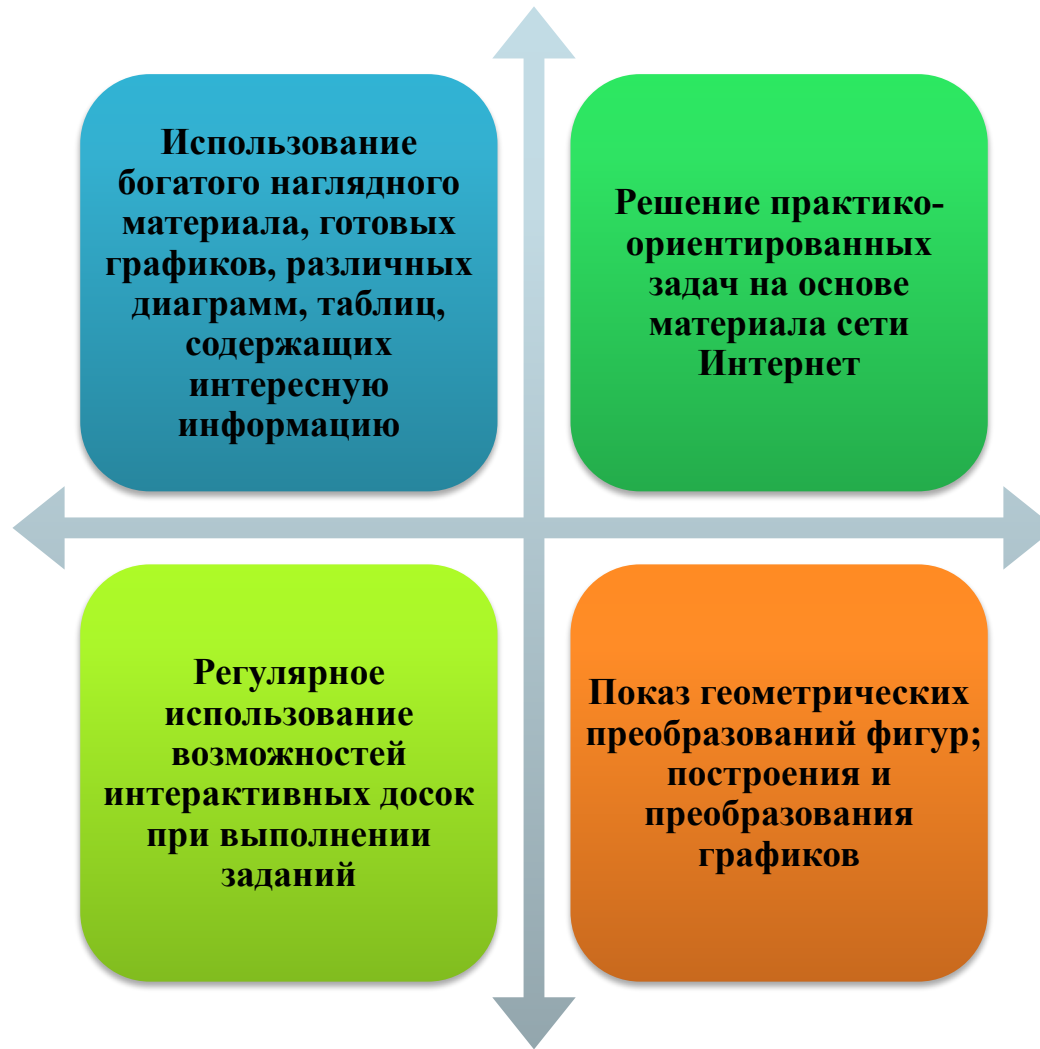 Использование
богатого наглядного
материала, готовых
графиков, различных
диаграмм, таблиц,
содержащих
интересную
информацию
Решение практико-
ориентированных
задач на основе
материала сети
Интернет
Регулярное
использование
возможностей
интерактивных досок
при выполнении
заданий
Показ геометрических
преобразований фигур;
построения и
преобразования
графиков